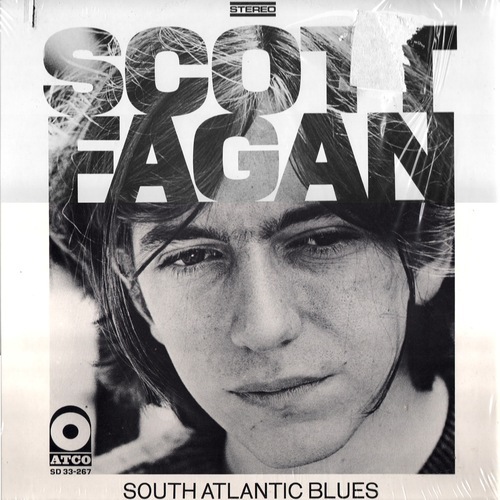 STEREO
SCOTT
FAGAN
ATCO
SD 33-267
SOUTH ATLANTIC BLUES